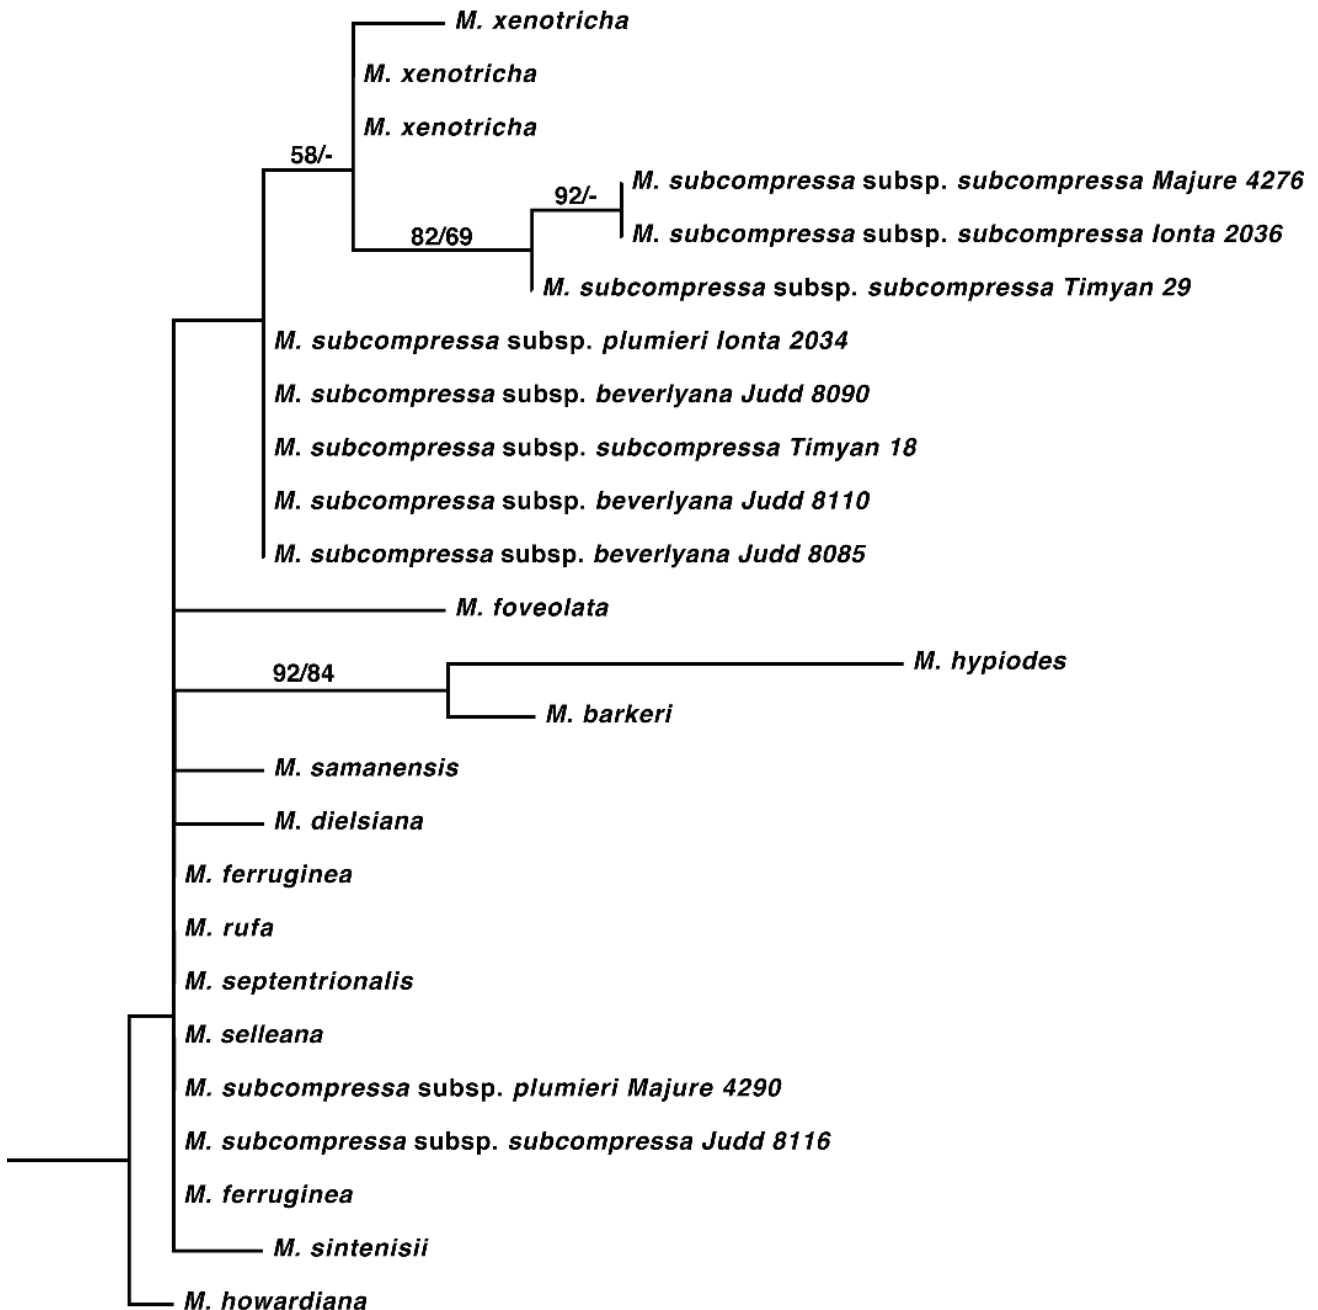 M. xenotricha
M. xenotricha
M. xenotricha
58/-
M. subcompressa subsp. subcompressa Majure 4276
92/-
M. subcompressa subsp. subcompressa Ionta 2036
82/69
M. subcompressa subsp. subcompressa Timyan 29
M. subcompressa subsp. plumieri Ionta 2034
M. subcompressa subsp. beverlyana Judd 8090
M. subcompressa subsp. subcompressa Timyan 18
M. subcompressa subsp. beverlyana Judd 8110
M. subcompressa subsp. beverlyana Judd 8085
M. foveolata
M. hypiodes
92/84
M. barkeri
M. samanensis
M. dielsiana
M. ferruginea
M. rufa
M. septentrionalis
M. selleana
M. subcompressa subsp. plumieri Majure 4290
M. subcompressa subsp. subcompressa Judd 8116
M. ferruginea
M. sintenisii
M. howardiana